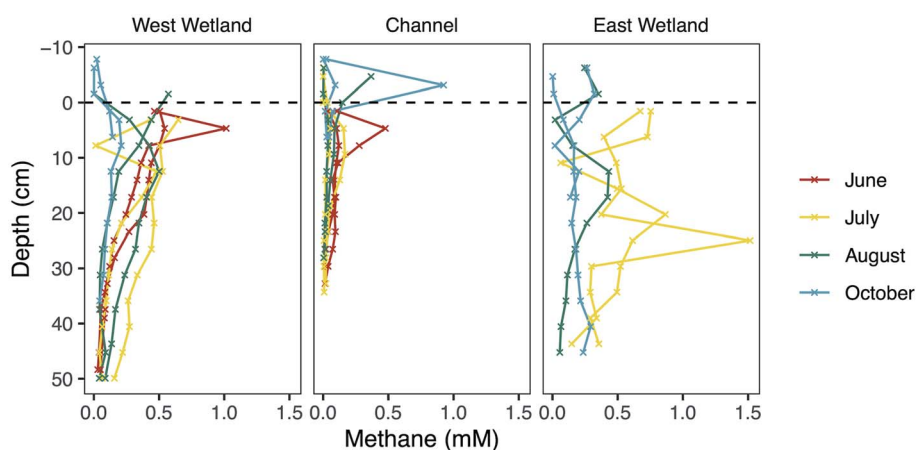 West Wetland Channel East Wetland
−10
0
10
20
30
40
50
Depth (cm)
0.0 0.5 1.0 1.5 0.0 0.5 1.0 1.5 0.0 0.5 1.0 1.5
Methane (mM)
June
July
August
October